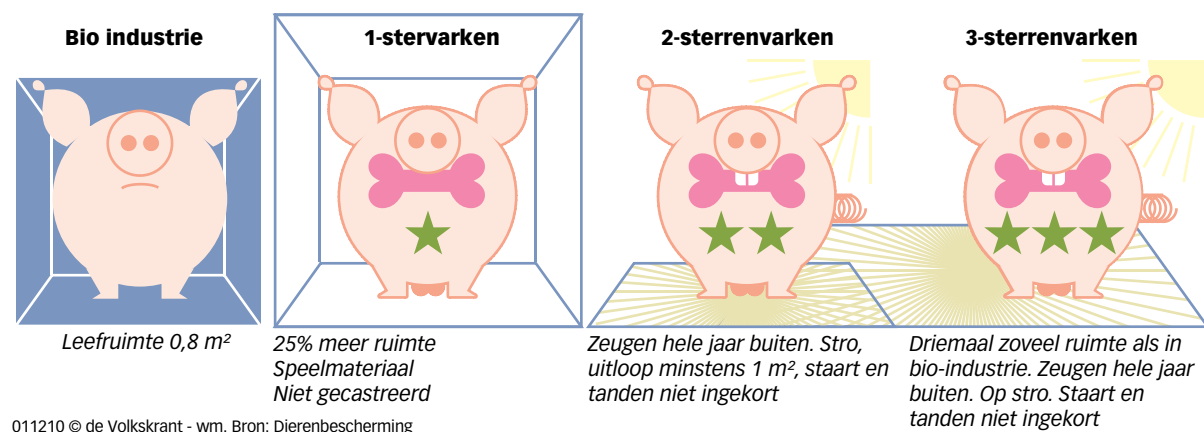 Bio industrie
Leefruimte 0,8 m²
1-stervarken
25% meer ruimte
Speelmateriaal
Niet gecastreerd
2-sterrenvarken
Zeugen hele jaar buiten. Stro,
uitloop minstens 1 m², staart en
tanden niet ingekort
3-sterrenvarken
Driemaal zoveel ruimte als in
bio-industrie. Zeugen hele jaar
buiten. Op stro. Staart en
tanden niet ingekort
011210 © de Volkskrant - wm. Bron: Dierenbescherming